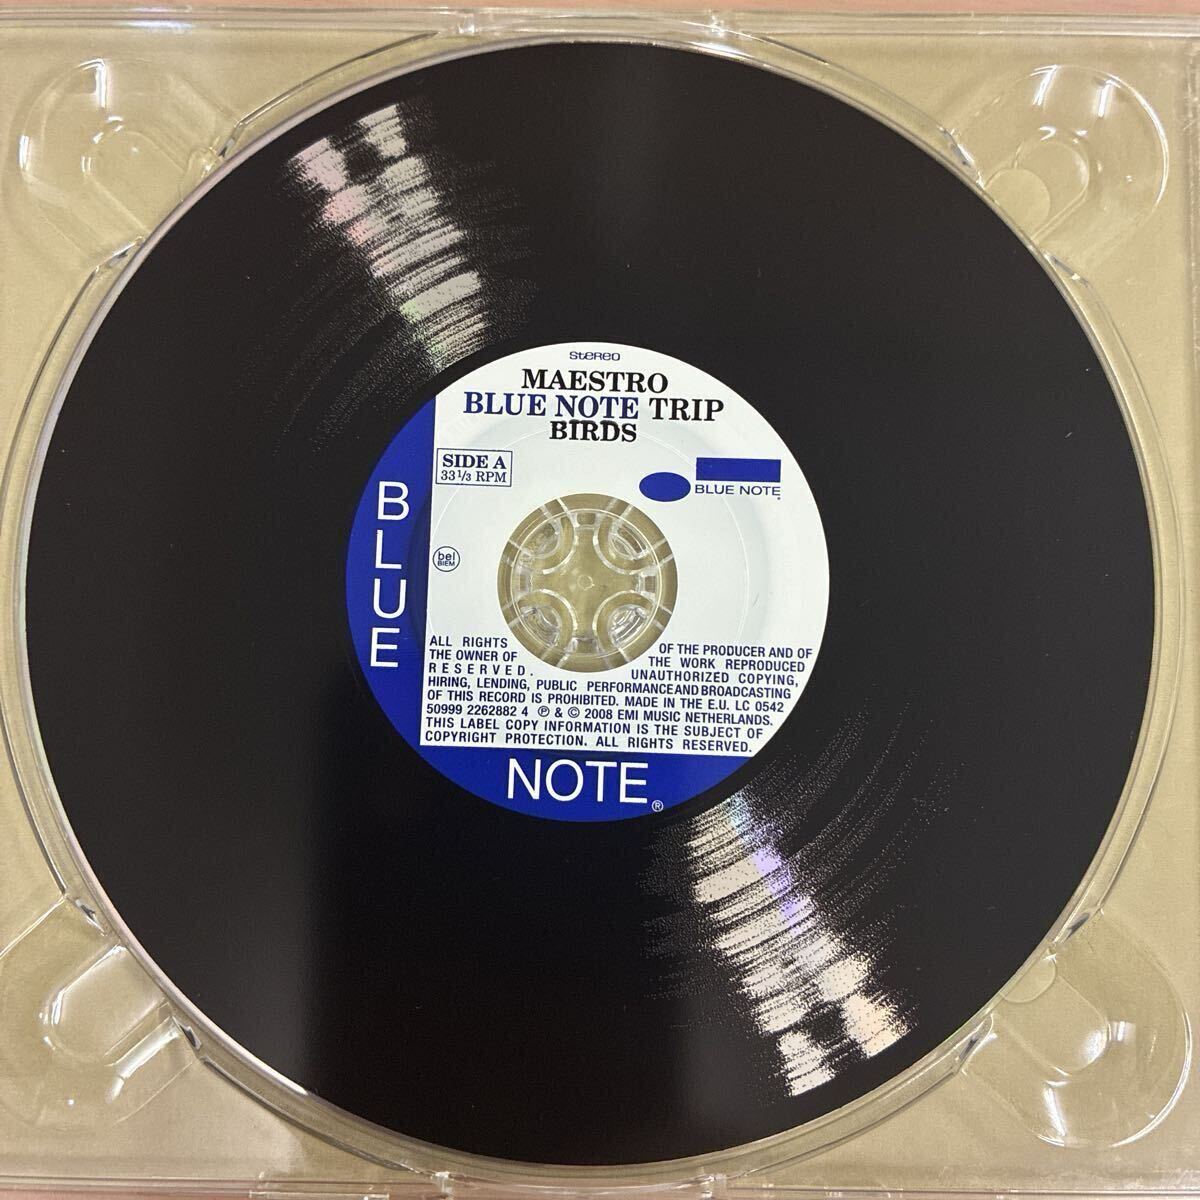 STEREO
MAESTRO
BLUE NOTE TRIP
BIRDS
SIDE A
33 1/3 RPM
BLUE NOTE®
bel
BIEM
BLUE
ALL RIGHTS OF THE PRODUCER AND OF
THE OWNER OF THE WORK REPRODUCED
RESERVED. UNAUTHORIZED COPYING,
HIRING, LENDING, PUBLIC PERFORMANCE AND BROADCASTING
OF THIS RECORD IS PROHIBITED. MADE IN THE E.U. LC 0542
50999 2262882 4 ℗ & © 2008 EMI MUSIC NETHERLANDS.
THIS LABEL COPY INFORMATION IS THE SUBJECT OF
COPYRIGHT PROTECTION. ALL RIGHTS RESERVED.
NOTE®